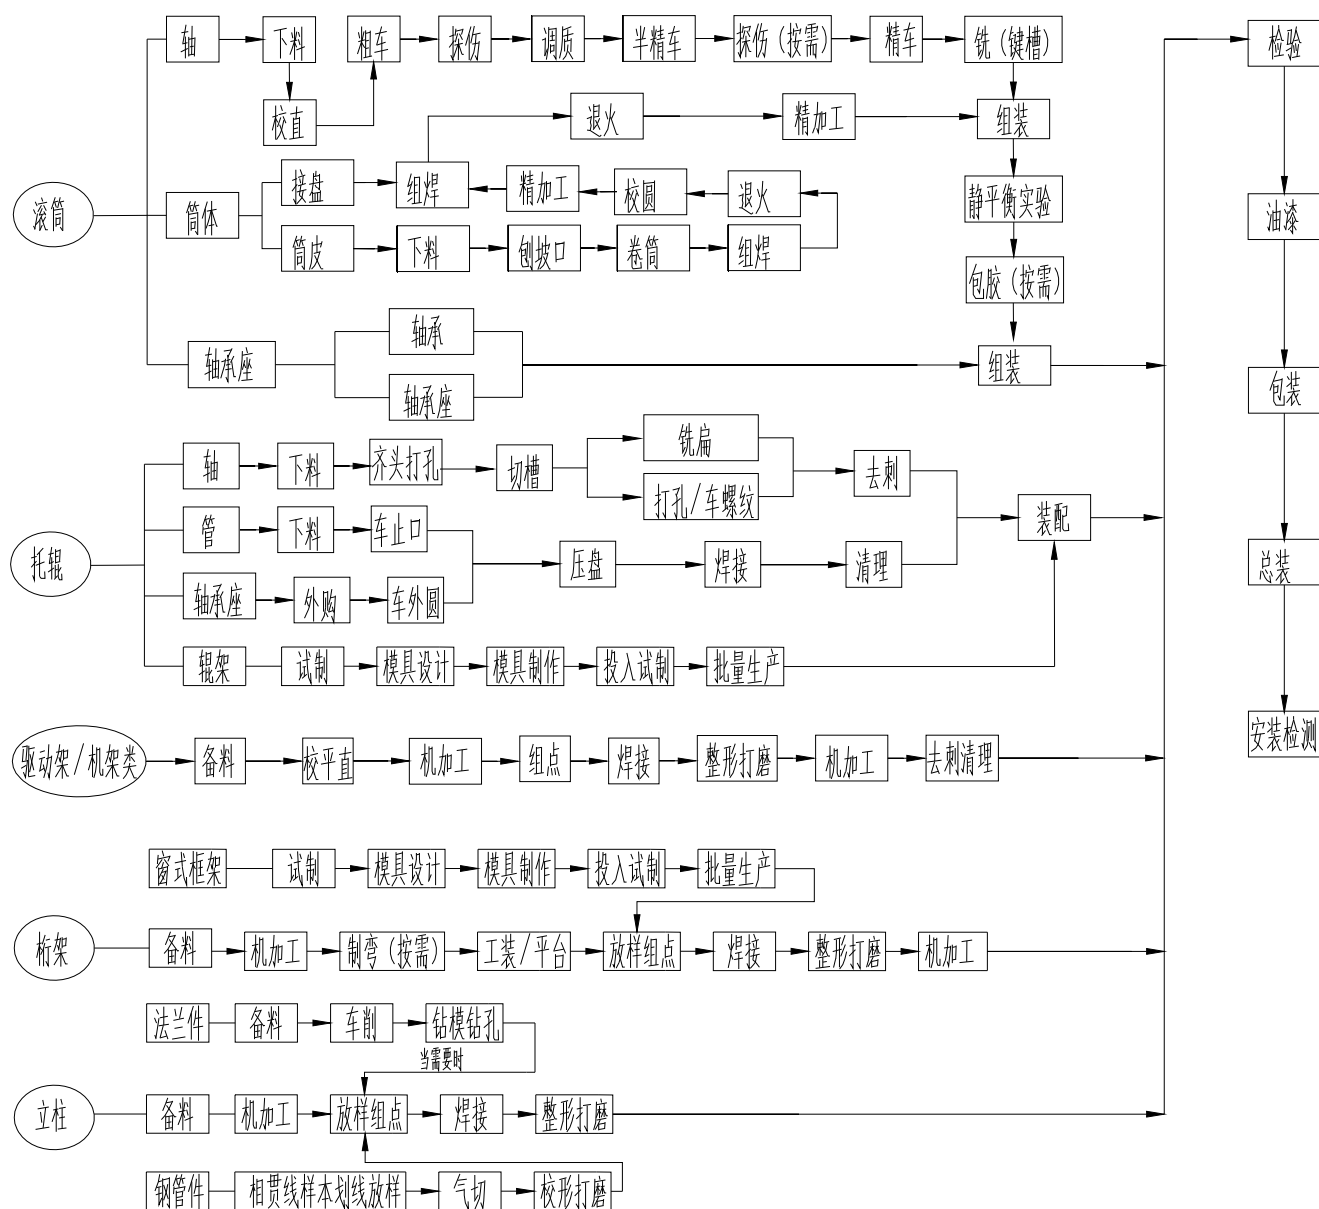 轴 下料 粗车 探伤 调质 半精车 探伤（按需） 精车 铣（键槽） 检验
校直 退火 精加工 组装
接盘 组焊 精加工 校圆 退火 静平衡实验
滚筒 筒体 油漆
筒皮 下料 刨坡口 卷筒 组焊
包胶（按需）
轴承
轴承座 组装
轴承座 包装
轴 下料 齐头打孔 切槽 铣扁 去刺
打孔/车螺纹
管 下料 车止口 装配
托辊 压盘 焊接 清理 总装
轴承座 外购 车外圆
辊架 试制 模具设计 模具制作 投入试制 批量生产
安装检测
驱动架/机架类 备料 校平直 机加工 组点 焊接 整形打磨 机加工 去刺清理
窗式框架 试制 模具设计 模具制作 投入试制 批量生产
桁架 备料 机加工 制弯（按需） 工装/平台 放样组点 焊接 整形打磨 机加工
法兰件 备料 车削 钻模钻孔
当需要时
立柱 备料 机加工 放样组点 焊接 整形打磨
钢管件 相贯线样本划线放样 气切 校形打磨